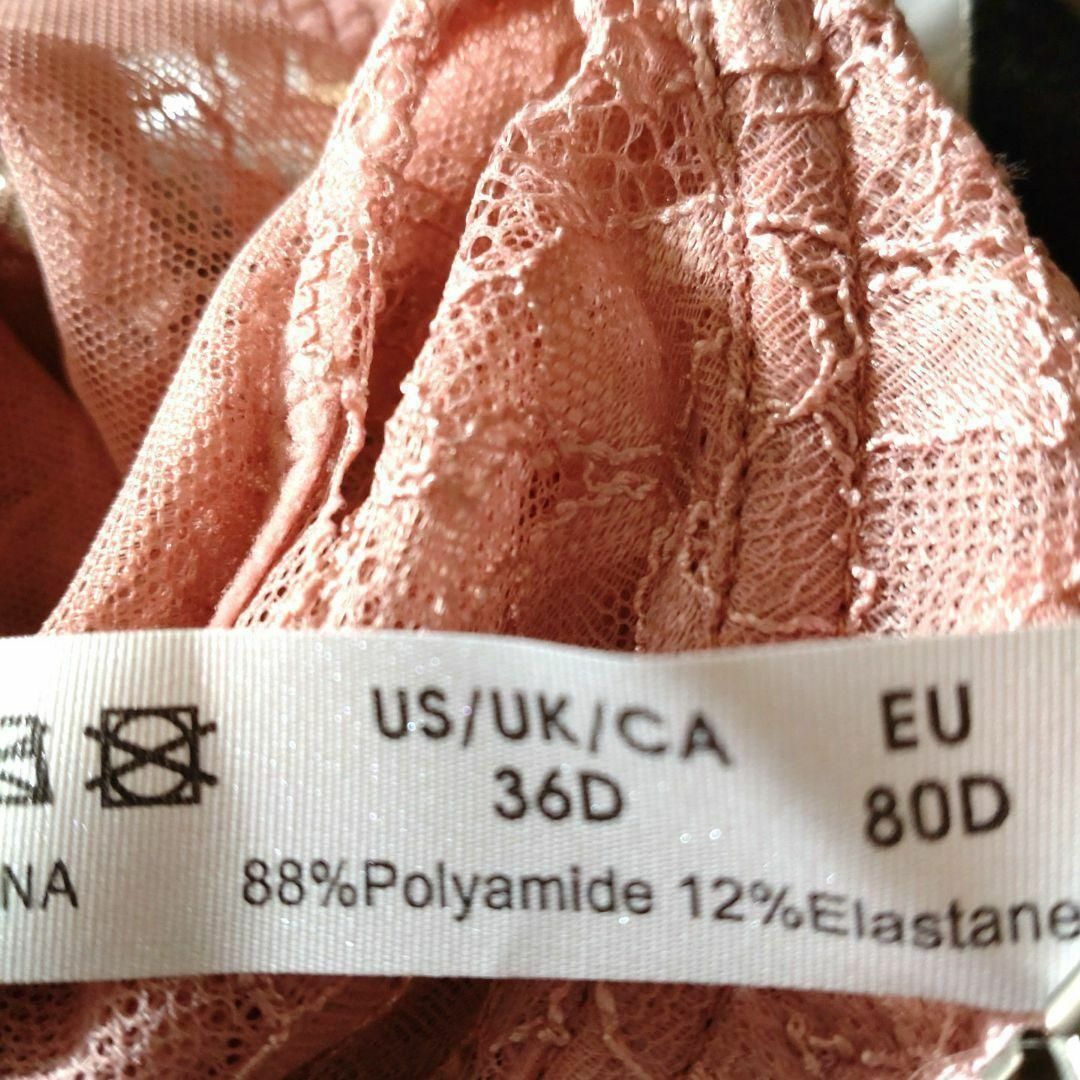 US/UK/CA EU
36D 80D
NA 88%Polyamide 12%Elastane